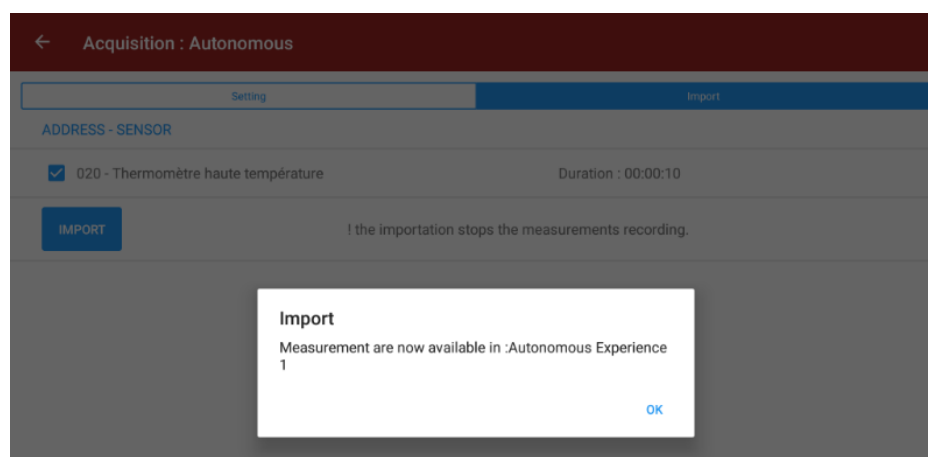 Acquisition : Autonomous
Setting
Import
ADDRESS - SENSOR
020 - Thermomètre haute température
Duration : 00:00:10
IMPORT
! the importation stops the measurements recording.
Import
Measurement are now available in :Autonomous Experience
1
OK